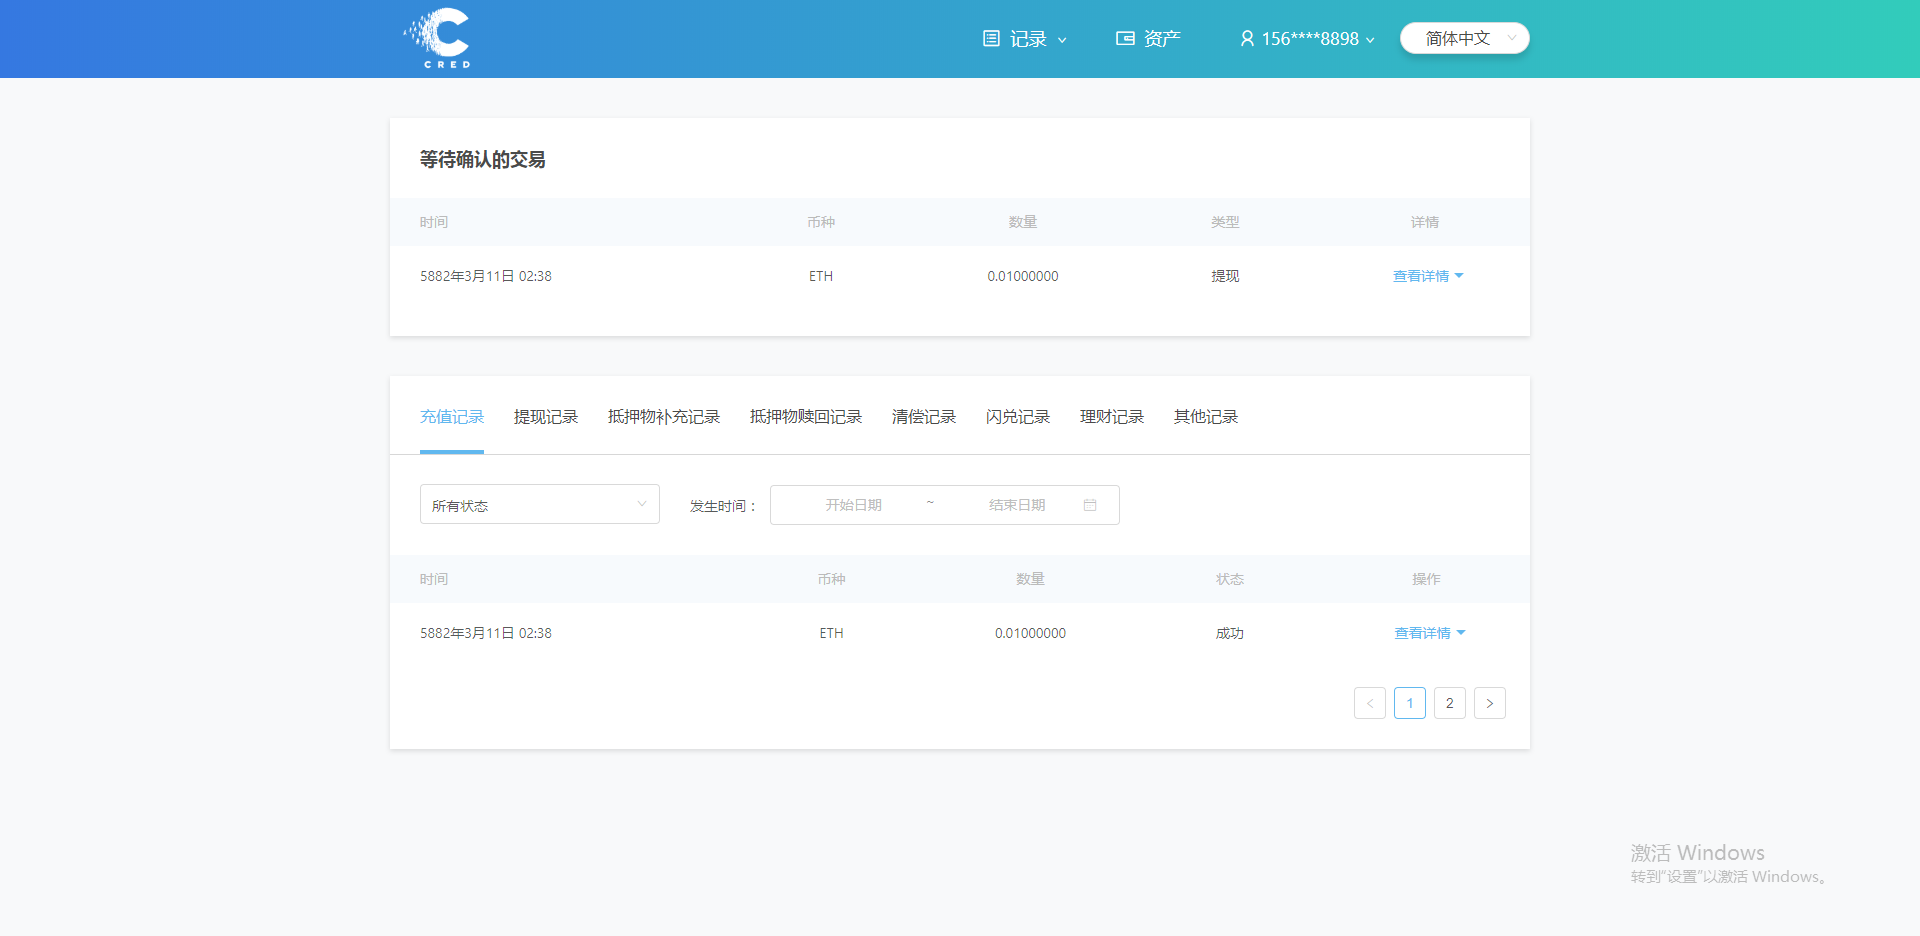 CRED
记录
资产
156****8898
简体中文
等待确认的交易
时间 币种 数量 类型 详情
5882年3月11日 02:38 ETH 0.01000000 提现 查看详情
充值记录 提现记录 抵押物补充记录 抵押物赎回记录 清偿记录 闪兑记录 理财记录 其他记录
所有状态 发生时间： 开始日期 ~ 结束日期
时间 币种 数量 状态 操作
5882年3月11日 02:38 ETH 0.01000000 成功 查看详情
< 1 2 >
激活 Windows
转到“设置”以激活 Windows。